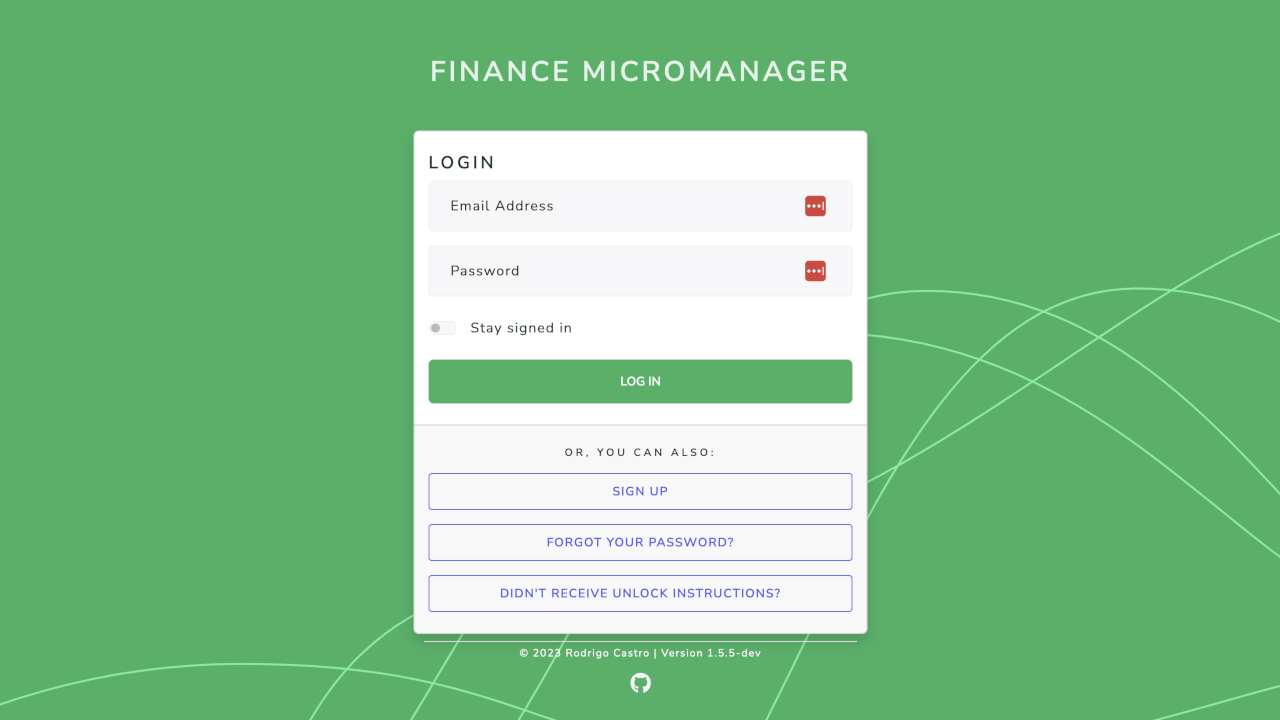 FINANCE MICROMANAGER
LOGIN
Email Address
Password
Stay signed in
LOG IN
OR, YOU CAN ALSO:
SIGN UP
FORGOT YOUR PASSWORD?
DIDN'T RECEIVE UNLOCK INSTRUCTIONS?
© 2023 Rodrigo Castro | Version 1.5.5-dev